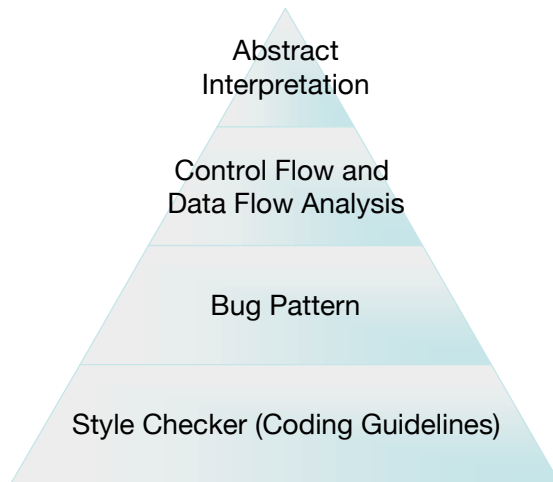 Abstract
Interpretation
Control Flow and
Data Flow Analysis
Bug Pattern
Style Checker (Coding Guidelines)